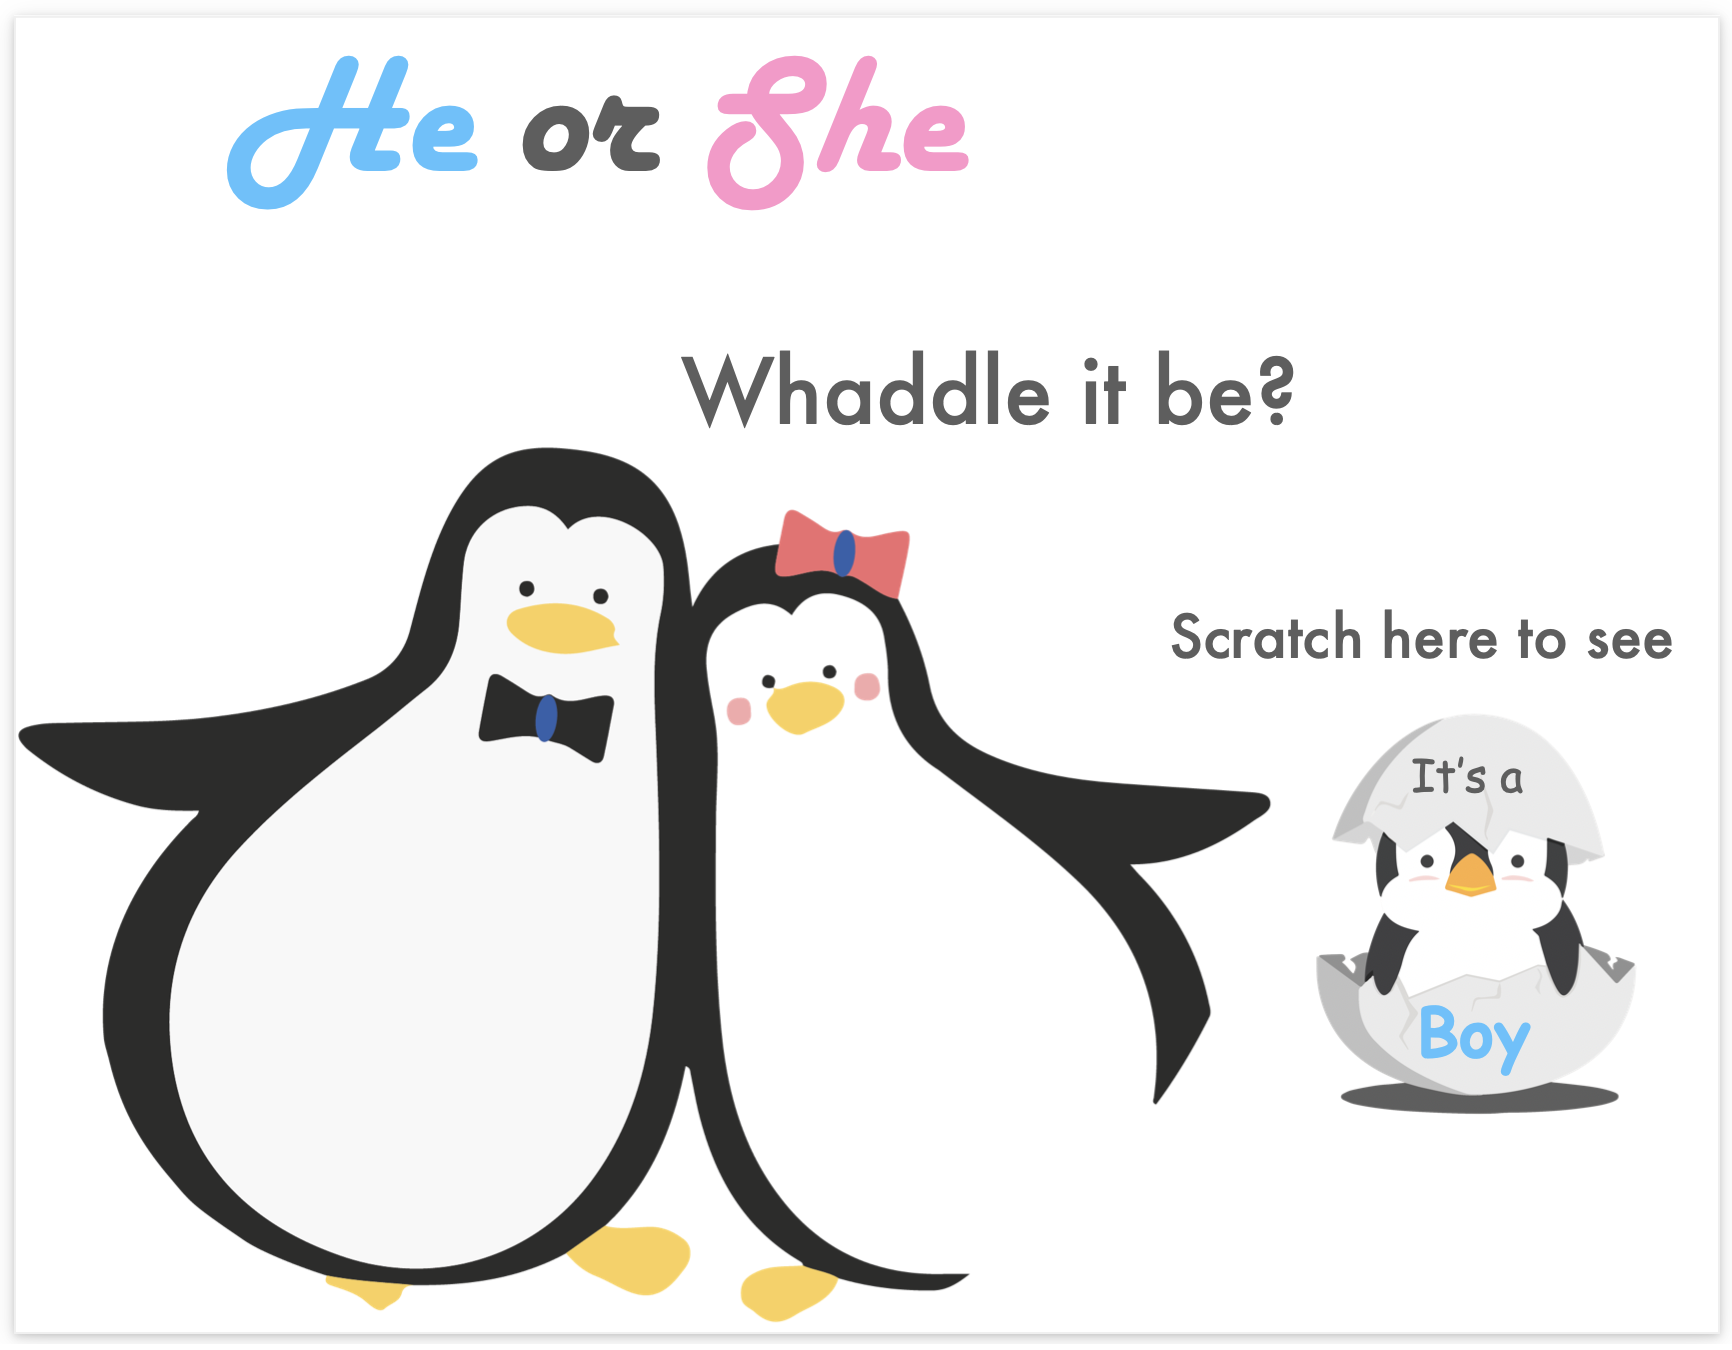 He or She
Whaddle it be?
Scratch here to see
It's a
Boy